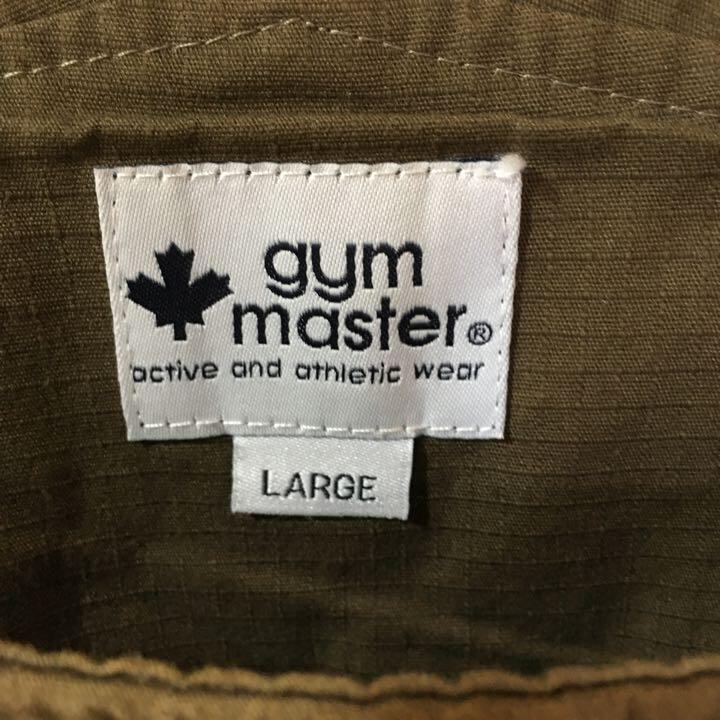 gym
master®
active and athletic wear
LARGE